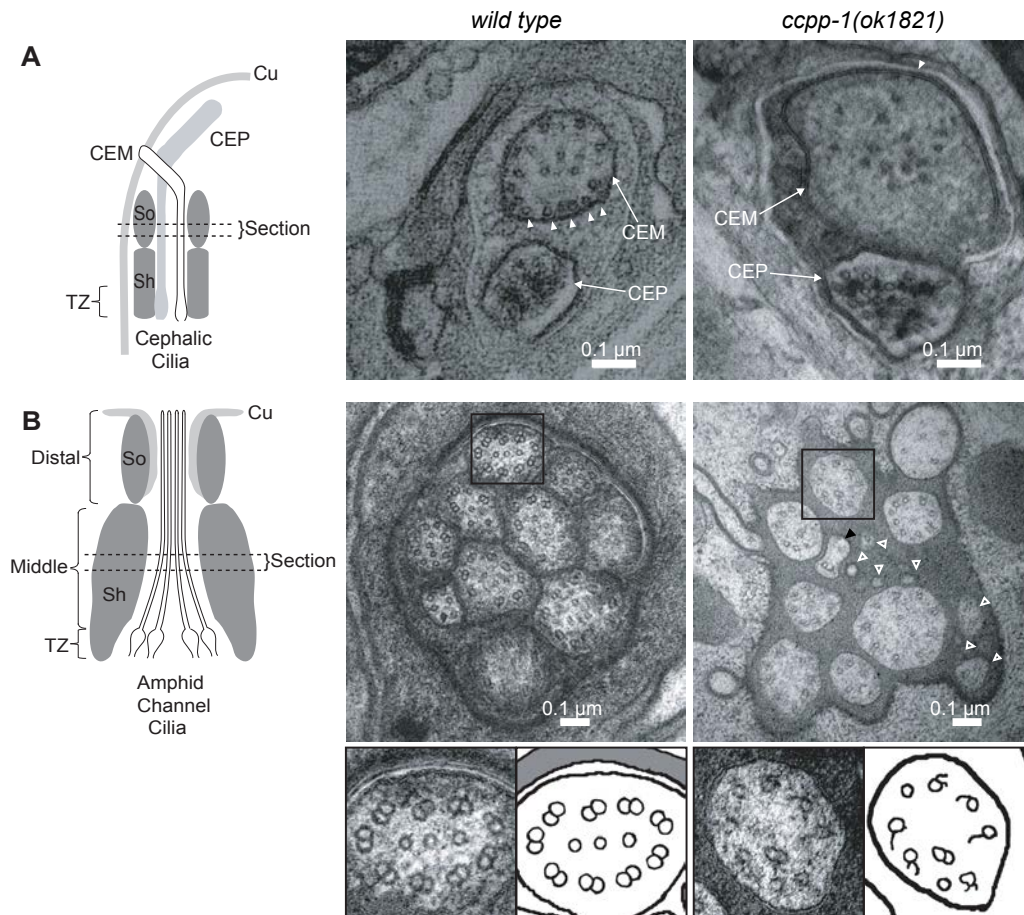 wild type
ccpp-1(ok1821)
A
Cu
CEP
CEM
So
}Section
Sh
TZ
Cephalic
Cilia
CEM
CEP
0.1 μm
CEM
CEP
0.1 μm
B
Cu
Distal
So
Middle
Section
Sh
TZ
Amphid
Channel
Cilia
0.1 μm
0.1 μm